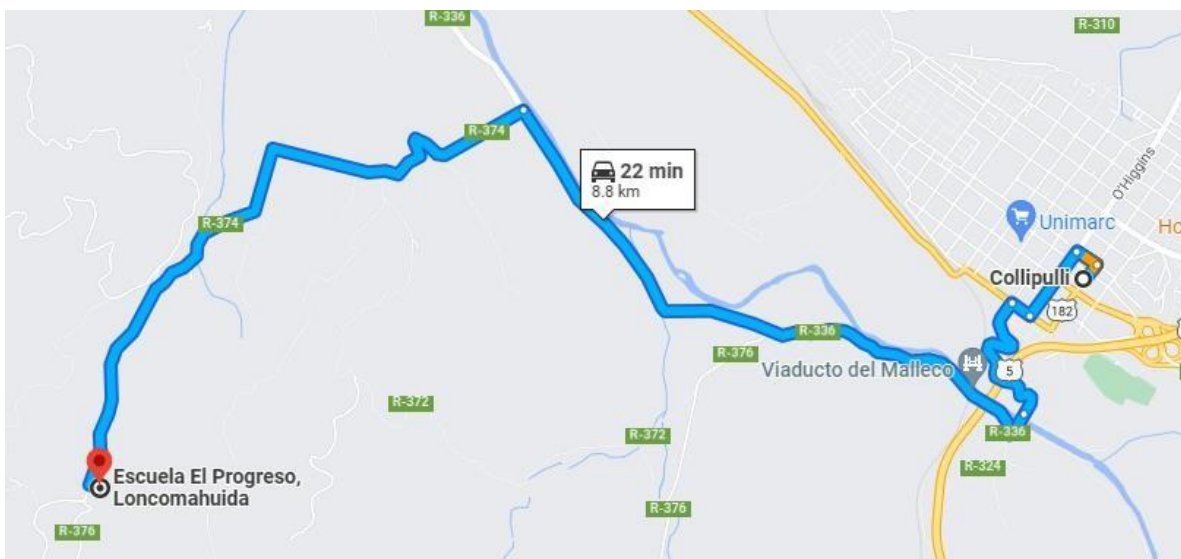 R-336
R-310
R-374
22 min
8.8 km
O'Higgins
R-374
Unimarc
Ho
Collipulli
182
R-336
R-376
Viaducto del Malleco
5
R-372
R-372
R-336
R-324
Escuela El Progreso,
Loncomahuida
R-376
R-376